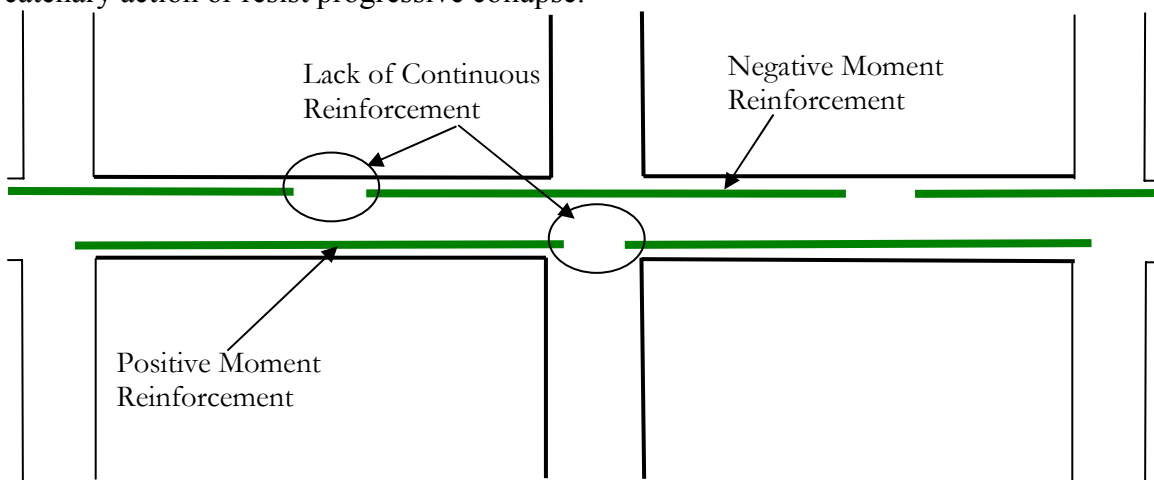 catenary action or resist progressive collapse.
Lack of Continuous
Reinforcement
Negative Moment
Reinforcement
Positive Moment
Reinforcement